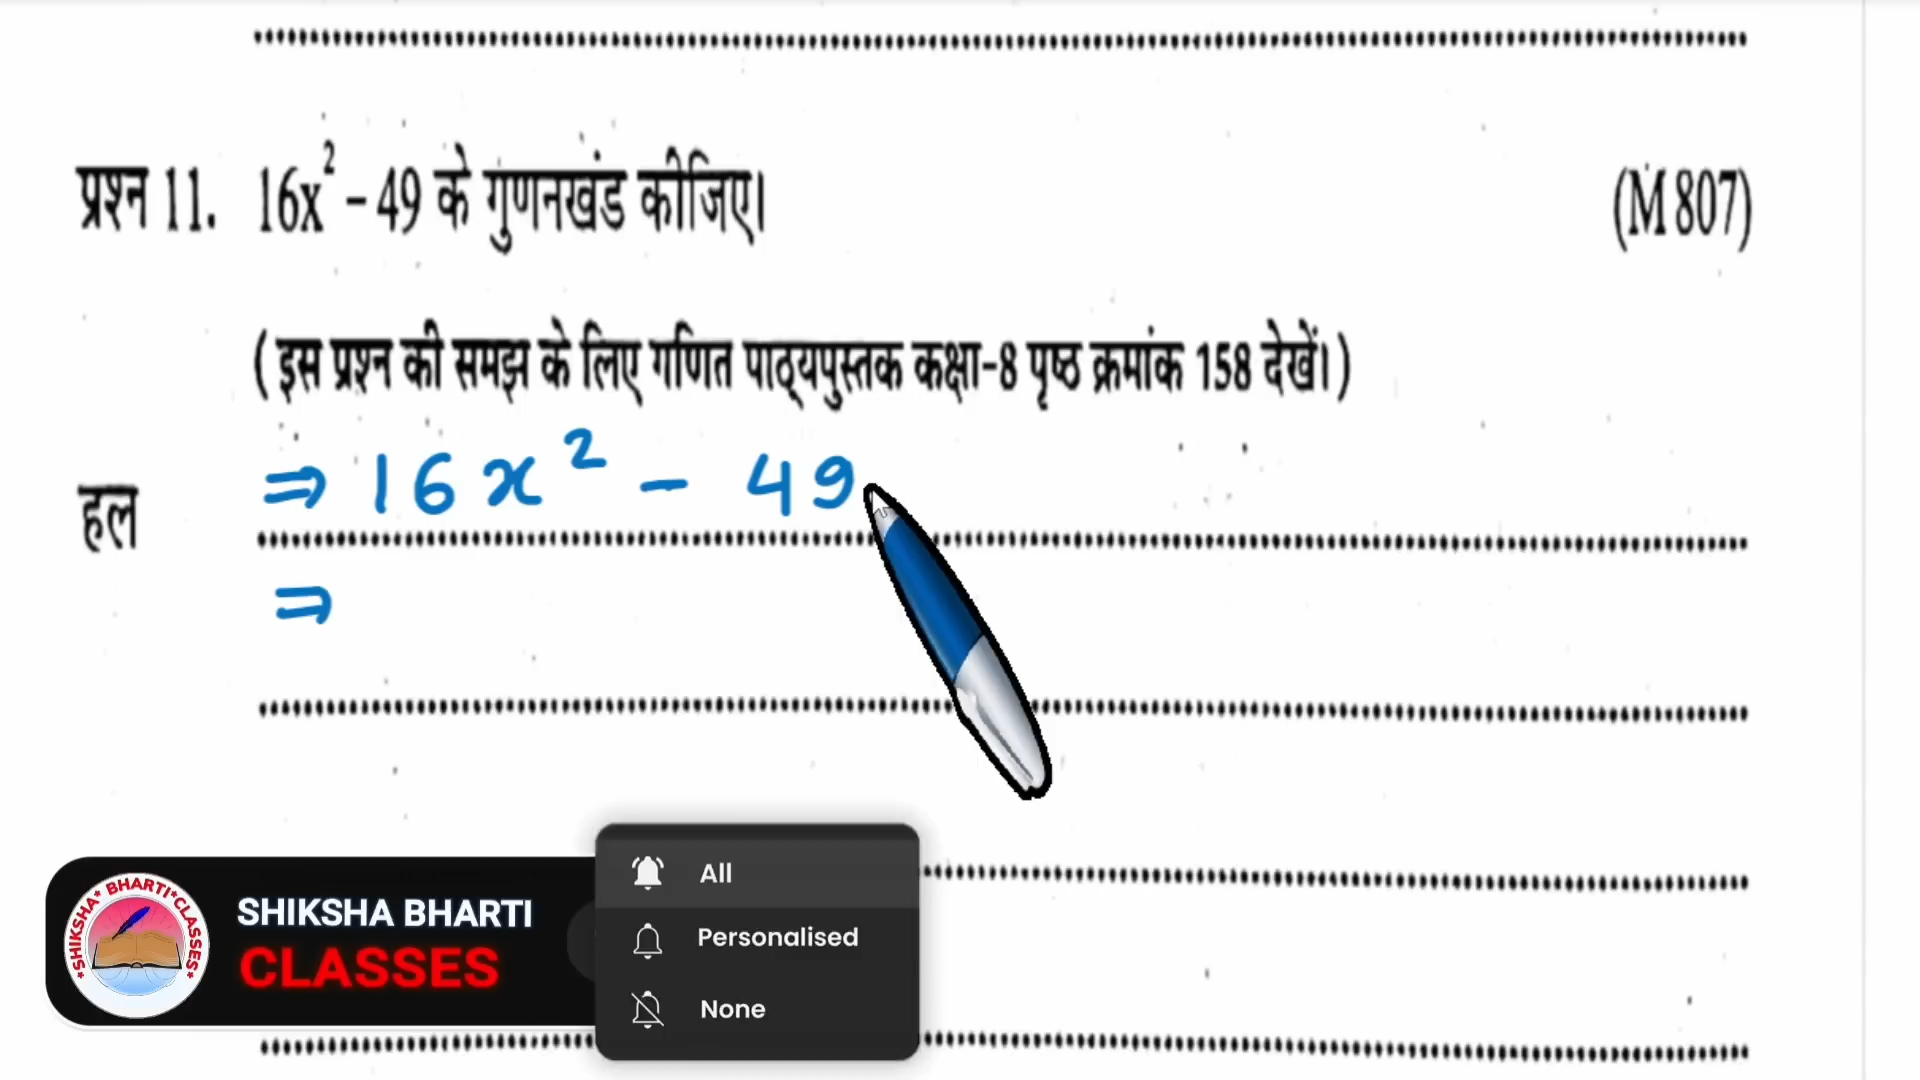 प्रश्न 11. 16x² – 49 के गुणनखंड कीजिए। (M 807)
( इस प्रश्न की समझ के लिए गणित पाठ्यपुस्तक कक्षा-8 पृष्ठ क्रमांक 158 देखें। )
हल ⇒ 16x² – 49
⇒
SHIKSHA BHARTI
CLASSES
*SHIKSHA* BHARTI*CLASSES*
All
Personalised
None